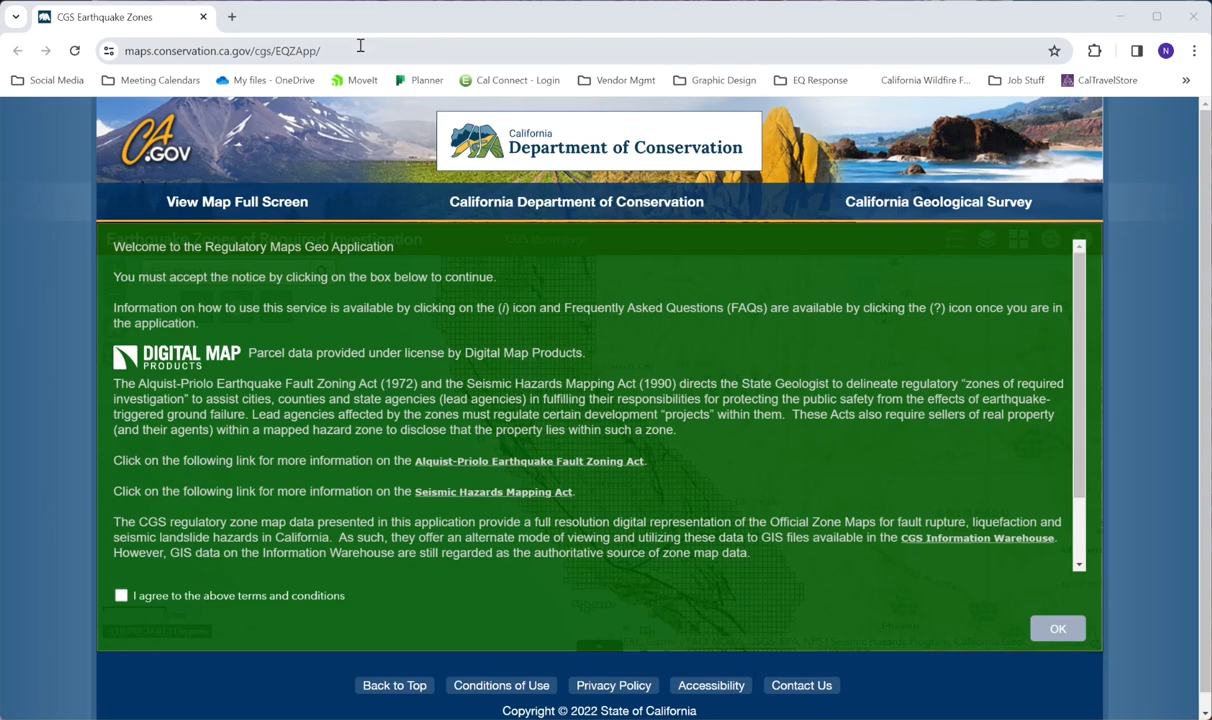 CGS Earthquake Zones
maps.conservation.ca.gov/cgs/EQZApp/
N
Social Media Meeting Calendars My files - OneDrive MoveIt Planner Cal Connect - Login Vendor Mgmt Graphic Design EQ Response California Wildfire F... Job Stuff CalTravelStore »
CA.GOV
California
Department of Conservation
View Map Full Screen California Department of Conservation California Geological Survey
Earthquake Zones of Required Investigation
Welcome to the Regulatory Maps Geo Application
You must accept the notice by clicking on the box below to continue.
Information on how to use this service is available by clicking on the (i) icon and Frequently Asked Questions (FAQs) are available by clicking the (?) icon once you are in
the application.
DIGITAL MAP
PRODUCTS
Parcel data provided under license by Digital Map Products.
The Alquist-Priolo Earthquake Fault Zoning Act (1972) and the Seismic Hazards Mapping Act (1990) directs the State Geologist to delineate regulatory “zones of required
investigation” to assist cities, counties and state agencies (lead agencies) in fulfilling their responsibilities for protecting the public safety from the effects of earthquake-
triggered ground failure. Lead agencies affected by the zones must regulate certain development “projects” within them. These Acts also require sellers of real property
(and their agents) within a mapped hazard zone to disclose that the property lies within such a zone.
Click on the following link for more information on the Alquist-Priolo Earthquake Fault Zoning Act.
Click on the following link for more information on the Seismic Hazards Mapping Act.
The CGS regulatory zone map data presented in this application provide a full resolution digital representation of the Official Zone Maps for fault rupture, liquefaction and
seismic landslide hazards in California. As such, they offer an alternate mode of viewing and utilizing these data to GIS files available in the CGS Information Warehouse.
However, GIS data on the Information Warehouse are still regarded as the authoritative source of zone map data.
I agree to the above terms and conditions
OK
Back to Top Conditions of Use Privacy Policy Accessibility Contact Us
Copyright © 2022 State of California